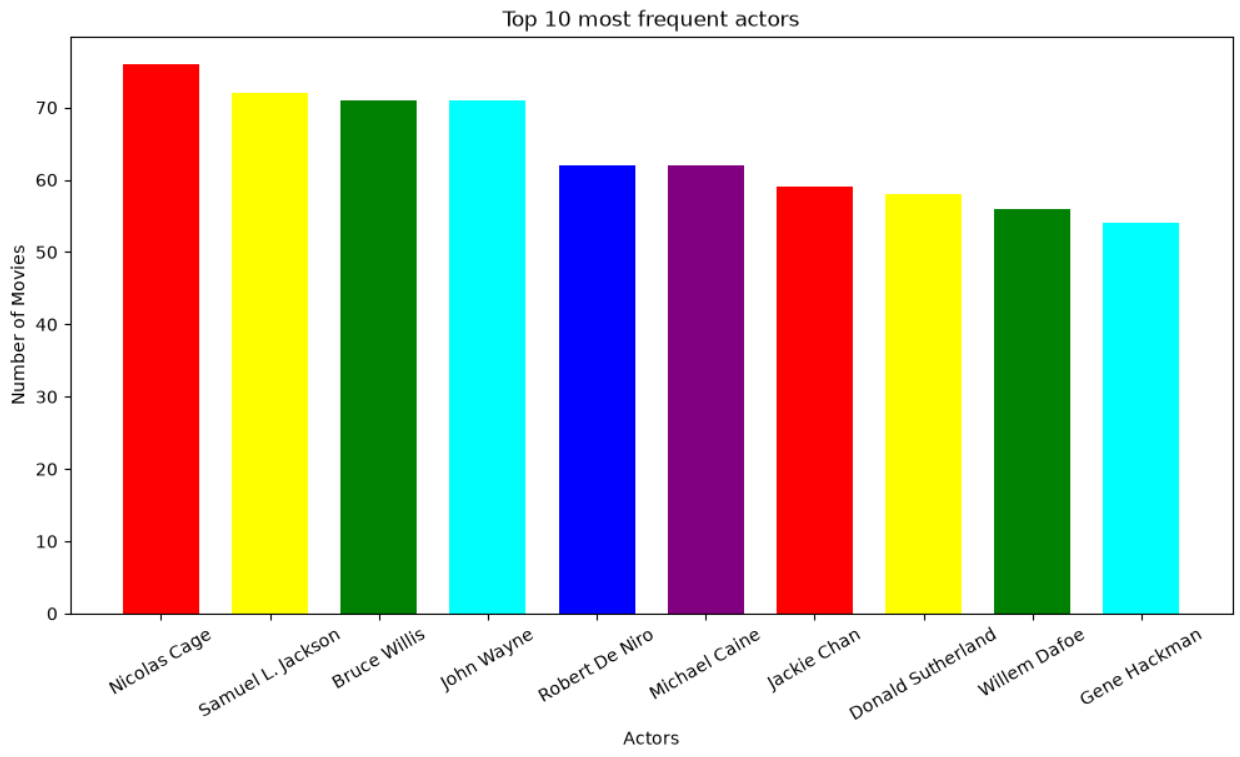 Top 10 most frequent actors
Number of Movies
70
60
50
40
30
20
10
0
Nicolas Cage
Samuel L. Jackson
Bruce Willis
John Wayne
Robert De Niro
Michael Caine
Jackie Chan
Donald Sutherland
Willem Dafoe
Gene Hackman
Actors